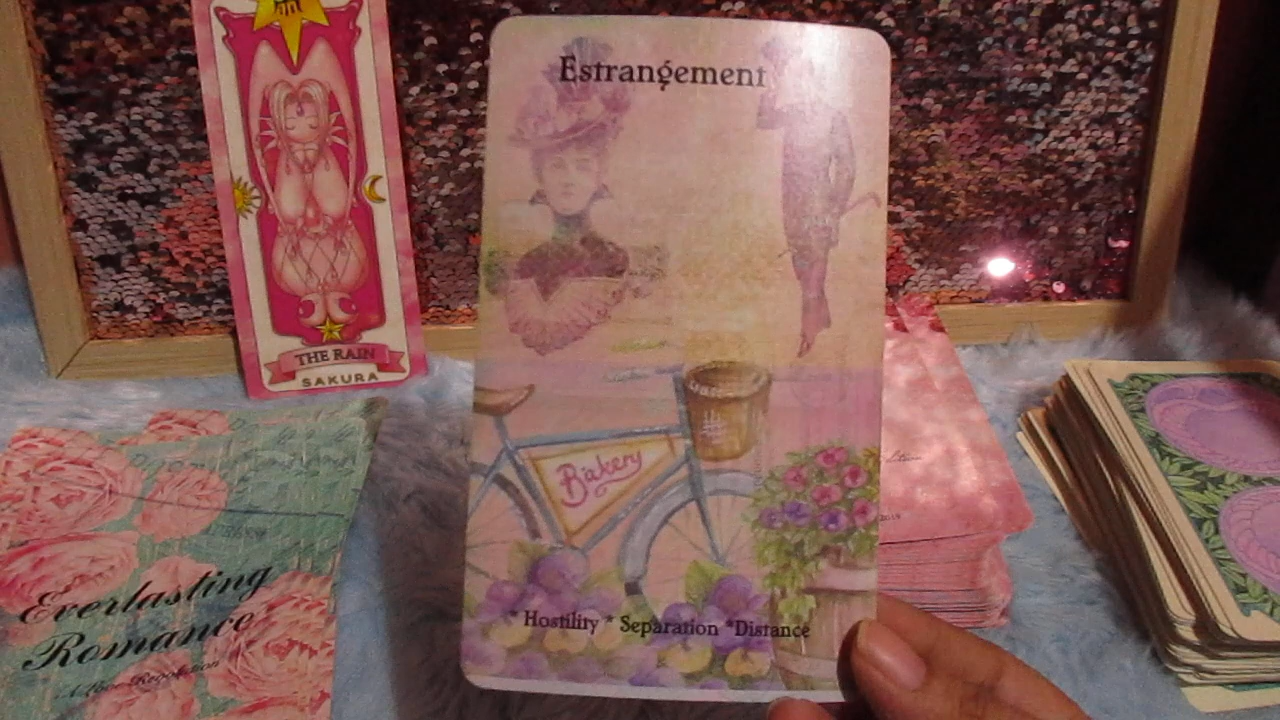 Estrangement
Bakery
* Hostility * Separation *Distance
THE RAIN
SAKURA
Everlasting
Romance